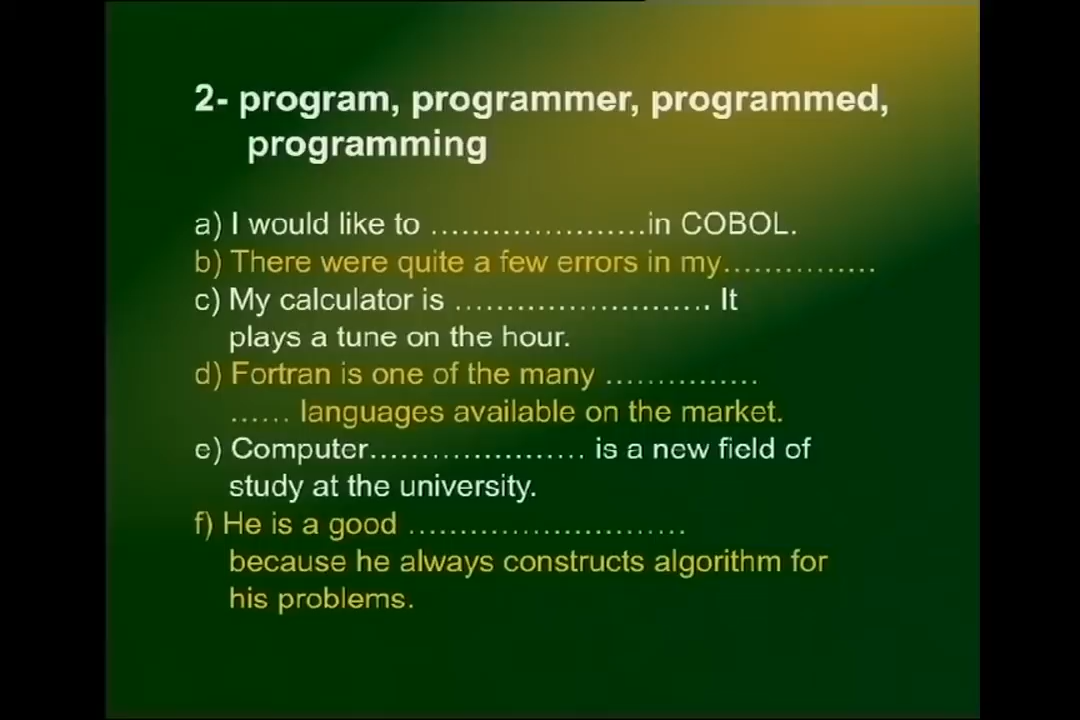 2- program, programmer, programmed,
programming
a) I would like to .....................in COBOL.
b) There were quite a few errors in my...............
c) My calculator is ......................... It
plays a tune on the hour.
d) Fortran is one of the many ...............
...... languages available on the market.
e) Computer..................... is a new field of
study at the university.
f) He is a good ...........................
because he always constructs algorithm for
his problems.